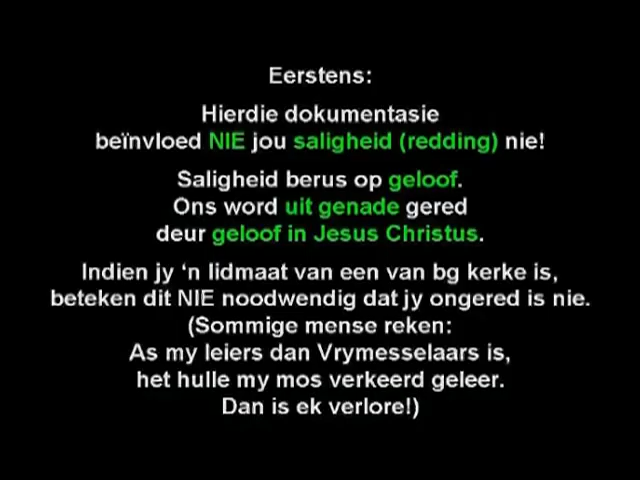 Eerstens:
Hierdie dokumentasie
beïnvloed NIE jou saligheid (redding) nie!
Saligheid berus op geloof.
Ons word uit genade gered
deur geloof in Jesus Christus.
Indien jy ‘n lidmaat van een van bg kerke is,
beteken dit NIE noodwendig dat jy ongered is nie.
(Sommige mense reken:
As my leiers dan Vrymesselaars is,
het hulle my mos verkeerd geleer.
Dan is ek verlore!)